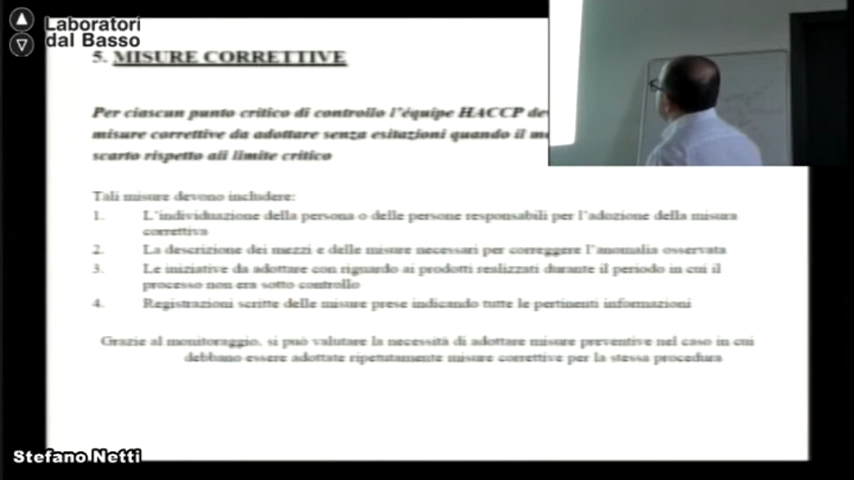 Laboratori
dal Basso
5. MISURE CORRETTIVE
Per ciascun punto critico di controllo l'équipe HACCP
misure correttive da adottare senza esitazioni quando il
scarto rispetto all limite critico
Tali misure devono includere:
1. L'individuazione della persona o delle persone responsabili per l'adozione della misura
correttiva
2. La descrizione dei mezzi e delle misure necessari per correggere l'anomalia osservata
3. Le iniziative da adottare con riguardo ai prodotti realizzati durante il periodo in cui il
processo non era sotto controllo
4. Registrazioni scritte delle misure prese indicando tutte le pertinenti informazioni
Grazie al monitoraggio, si può valutare la necessità di adottare misure preventive nel caso in cui
debbano essere adottate ripetutamente misure correttive per la stessa procedura
Stefano Netti